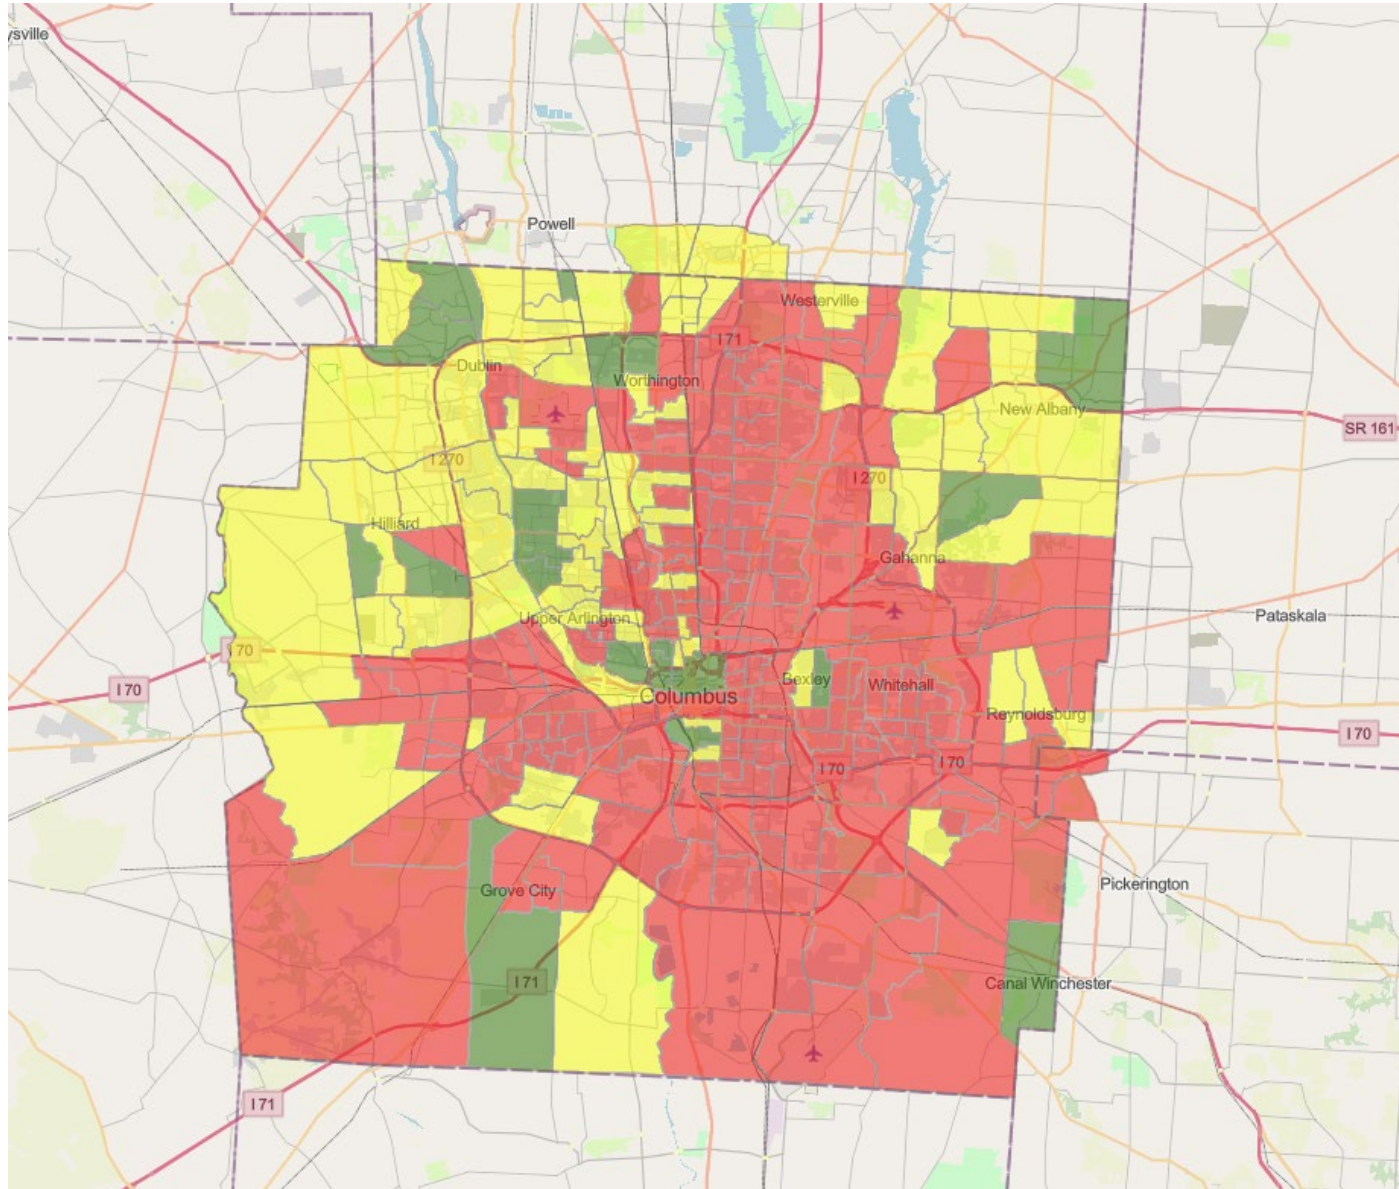 ysville
Powell
Westerville
I 71
Dublin
Worthington
New Albany
SR 161
I 270
I 270
Hilliard
Gahanna
Upper Arlington
Pataskala
I 70
Bexley
Whitehall
I 70
Columbus
Reynoldsburg
I 70
I 70
I 70
Grove City
Pickerington
I 71
Canal Winchester
I 71